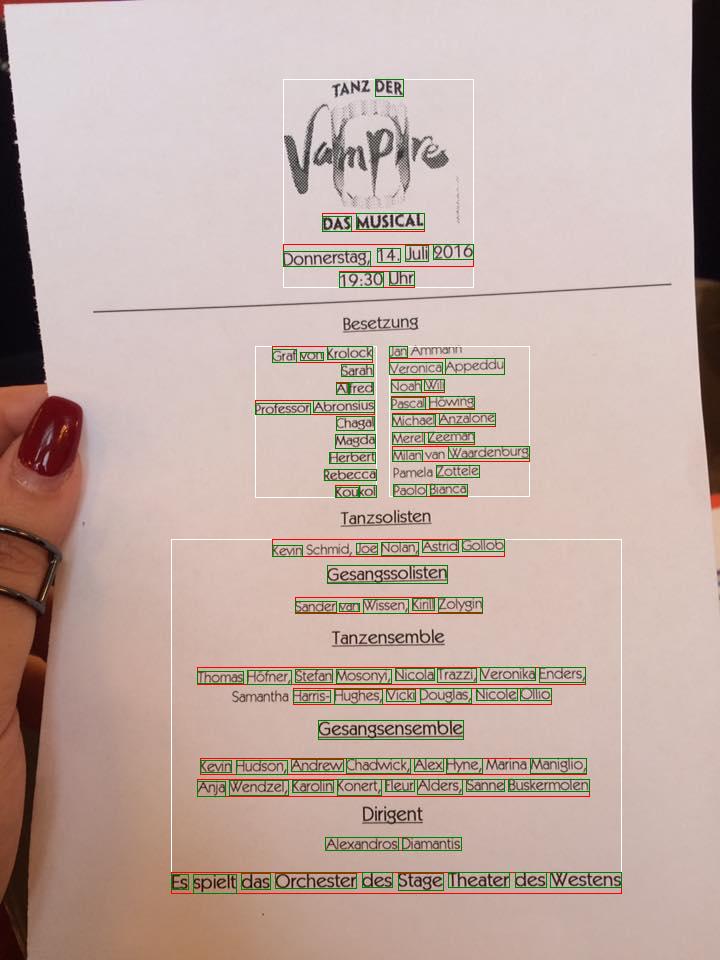 TANZ DER
Vampire
DAS MUSICAL
Donnerstag, 14. Juli 2016
19:30 Uhr
Besetzung
Graf von Krolock Jan Ammann
Sarah Veronica Appeddu
Alfred Noah Wili
Professor Abronsius Pascal Höwing
Chagal Michael Anzalone
Magda Merel Zeeman
Herbert Milan van Waardenburg
Rebecca Pamela Zottele
Koukol Paolo Bianca
Tanzsolisten
Kevin Schmid, Joe Nolan, Astrid Gollob
Gesangssolisten
Sander van Wissen, Kirill Zolygin
Tanzensemble
Thomas Höfner, Stefan Mosonyi, Nicola Trazzi, Veronika Enders,
Samantha Harris- Hughes, Vicki Douglas, Nicole Ollio
Gesangsensemble
Kevin Hudson, Andrew Chadwick, Alex Hyne, Marina Maniglio,
Anja Wendzel, Karolin Konert, Fleur Alders, Sanne Buskermolen
Dirigent
Alexandros Diamantis
Es spielt das Orchester des Stage Theater des Westens